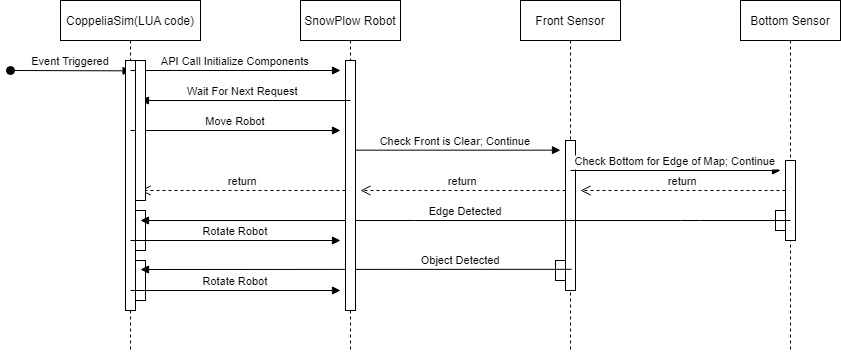 CoppeliaSim(LUA code)
SnowPlow Robot
Front Sensor
Bottom Sensor
Event Triggered
API Call Initialize Components
Wait For Next Request
Move Robot
Check Front is Clear; Continue
Check Bottom for Edge of Map; Continue
return
return
return
Edge Detected
Rotate Robot
Object Detected
Rotate Robot